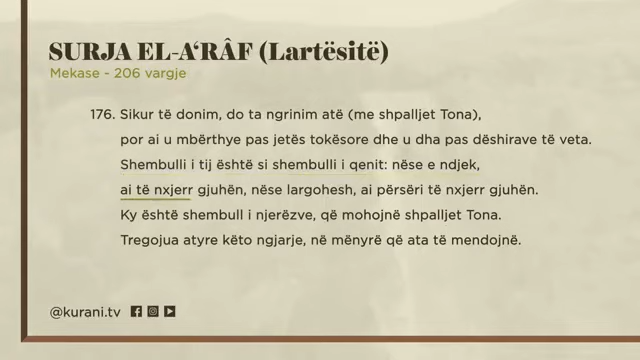 SURJA EL-A‘RÂF (Lartësitë)
Mekase - 206 vargje
176. Sikur të donim, do ta ngrinim atë (me shpalljet Tona),
por ai u mbërthye pas jetës tokësore dhe u dha pas dëshirave të veta.
Shembulli i tij është si shembulli i qenit: nëse e ndjek,
ai të nxjerr gjuhën, nëse largohesh, ai përsëri të nxjerr gjuhën.
Ky është shembull i njerëzve, që mohojnë shpalljet Tona.
Tregojua atyre këto ngjarje, në mënyrë që ata të mendojnë.
@kurani.tv